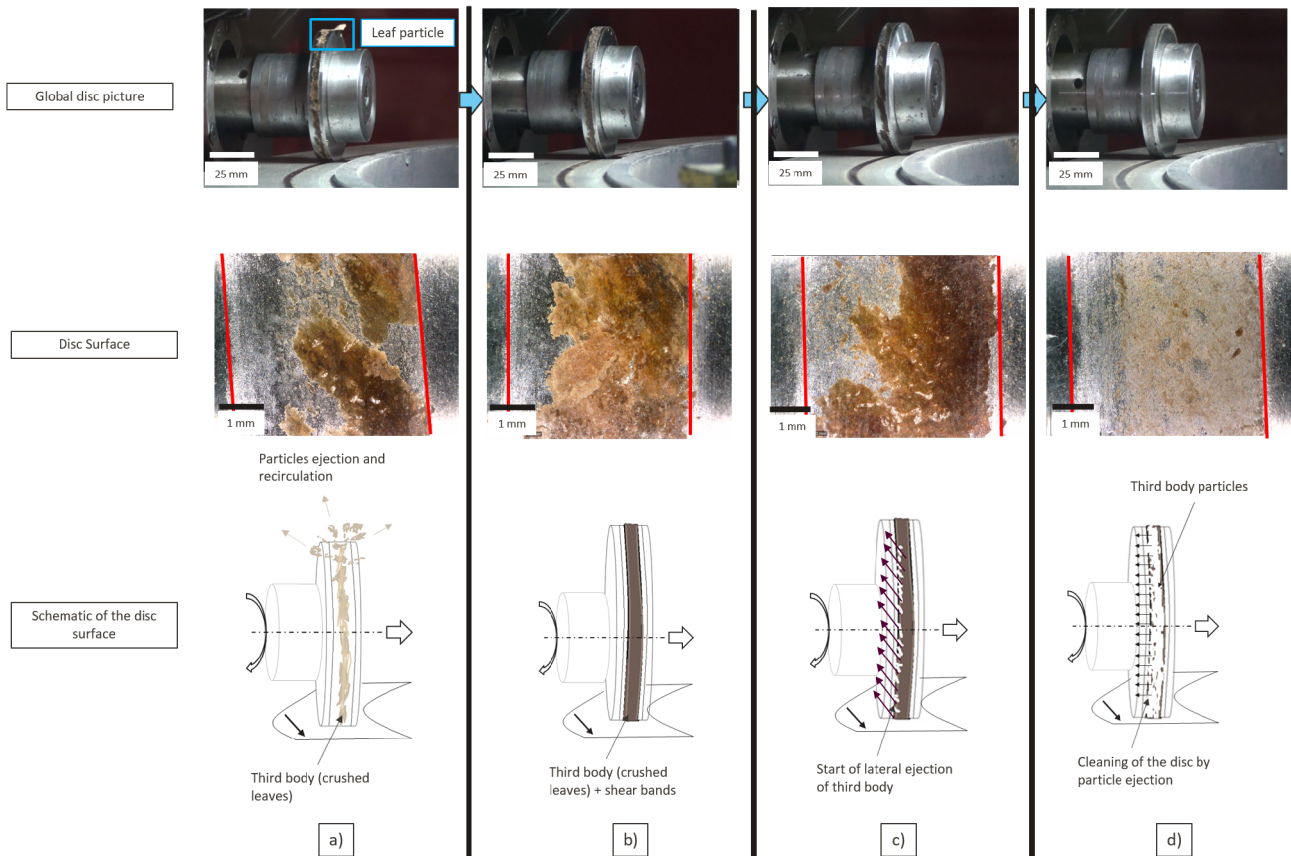 Leaf particle
Global disc picture
25 mm
25 mm
25 mm
25 mm
Disc Surface
1 mm
1 mm
1 mm
1 mm
Particles ejection and
recirculation
Third body particles
Schematic of the disc
surface
Third body (crushed
leaves)
Third body (crushed
leaves) + shear bands
Start of lateral ejection
of third body
Cleaning of the disc by
particle ejection
a)
b)
c)
d)